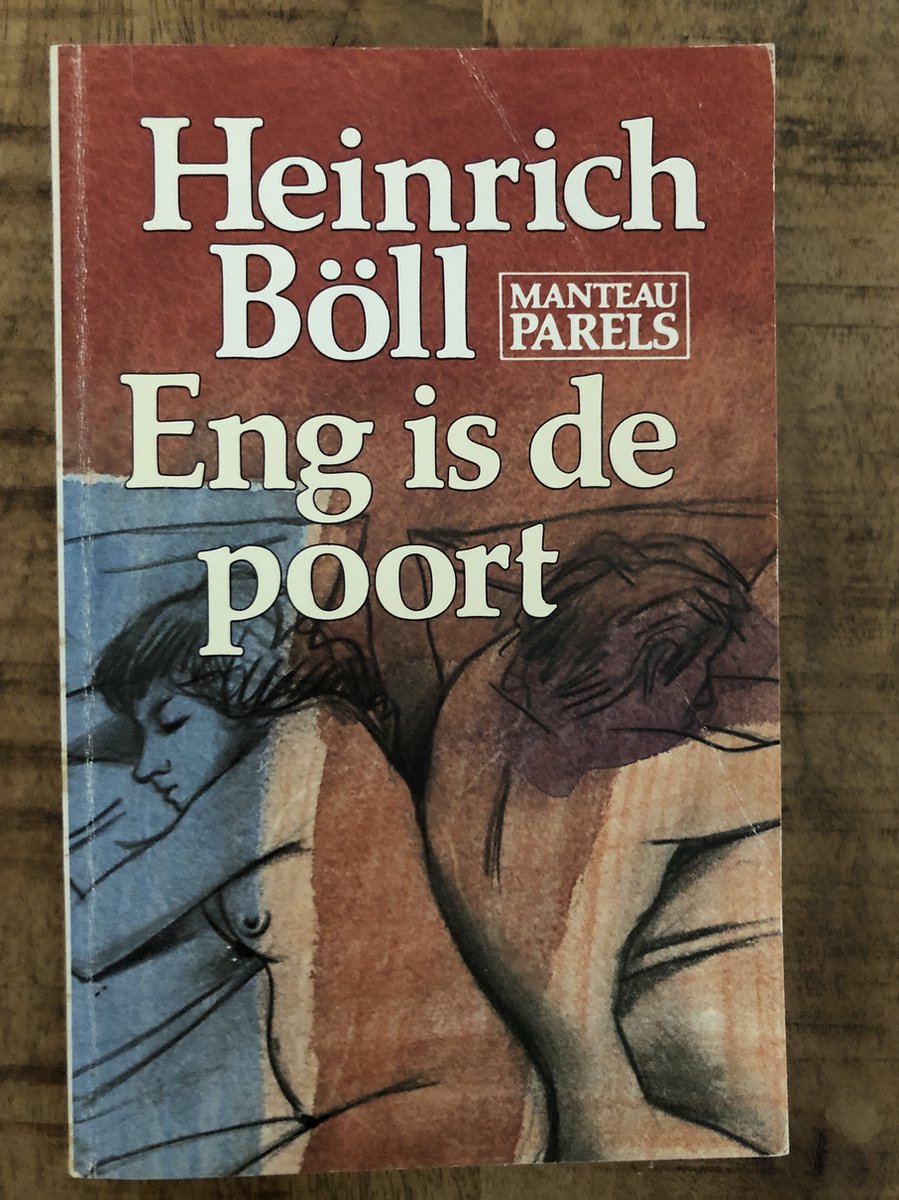 Heinrich
Böll
MANTEAU
PARELS
Eng is de
poort